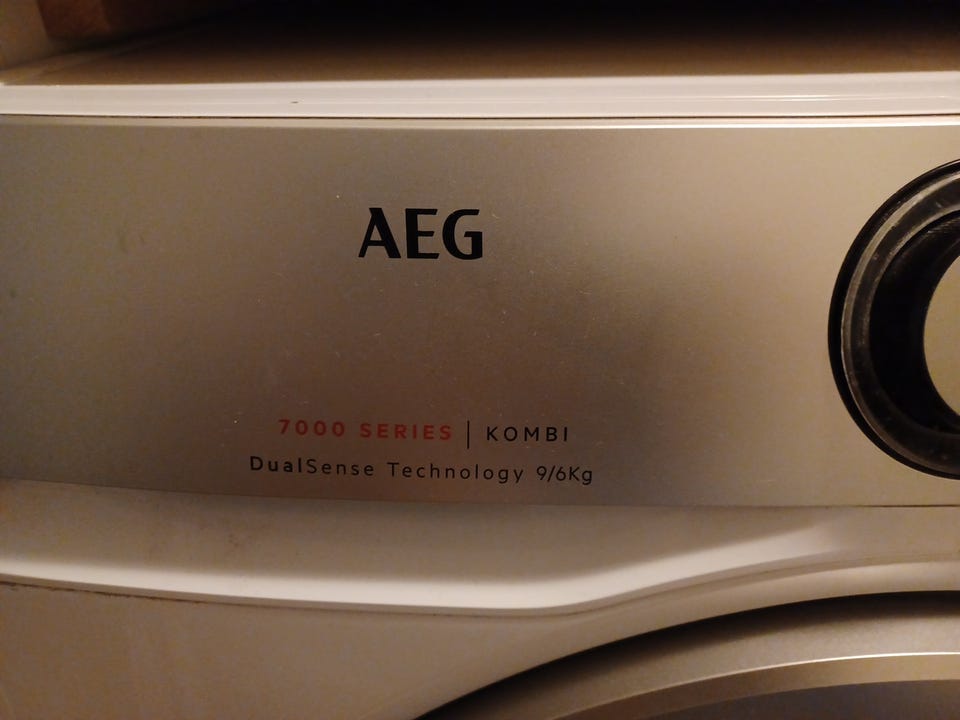 AEG
7000 SERIES | KOMBI
DualSense Technology 9/6Kg